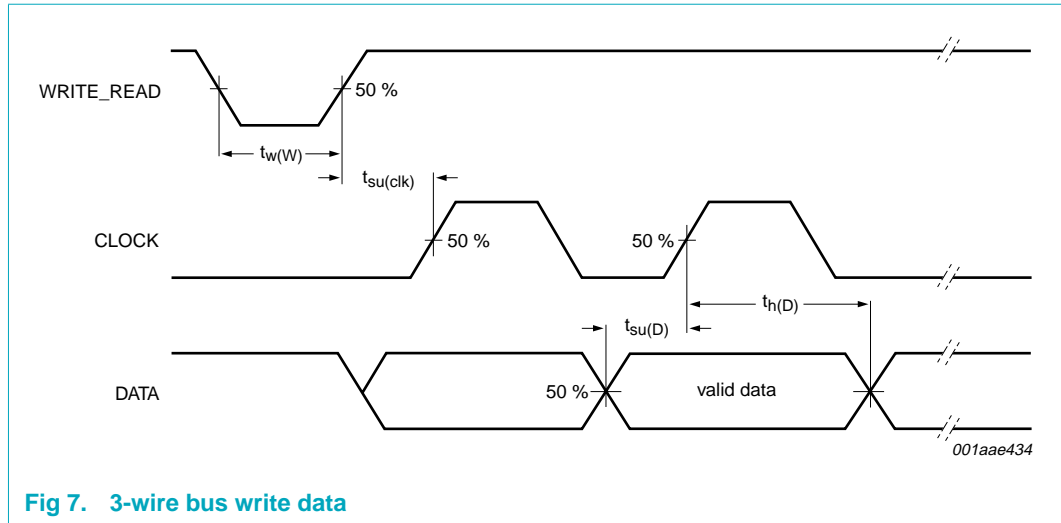 WRITE_READ
50 %
tw(W)
tsu(clk)
CLOCK
50 %
50 %
th(D)
tsu(D)
DATA
50 %
valid data
001aae434
Fig 7. 3-wire bus write data